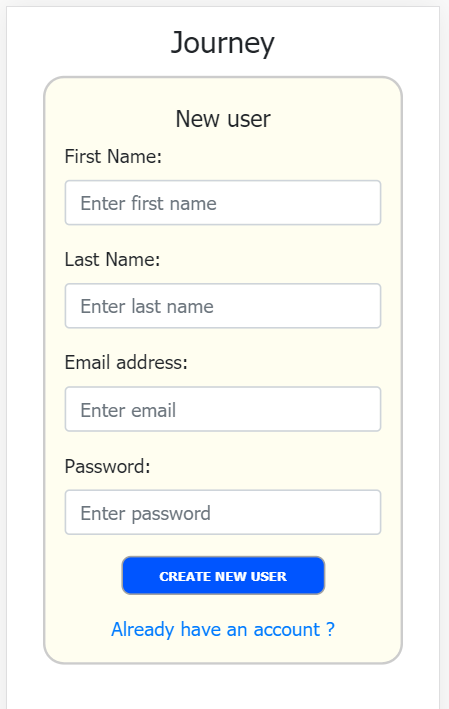 Journey
New user
First Name:
Enter first name
Last Name:
Enter last name
Email address:
Enter email
Password:
Enter password
CREATE NEW USER
Already have an account ?